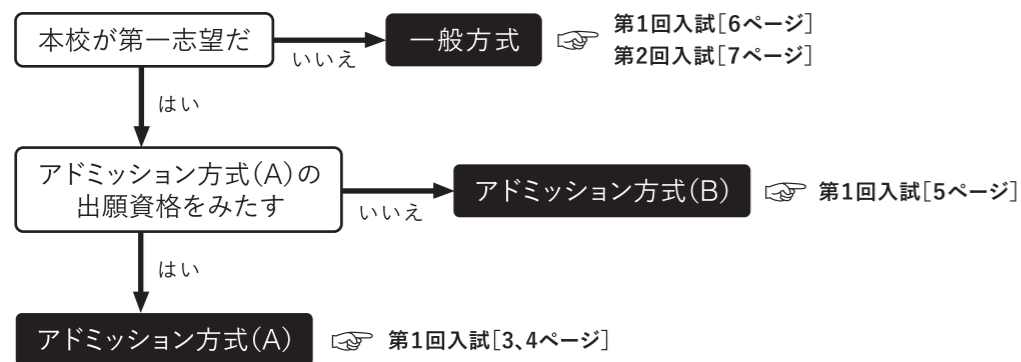 本校が第一志望だ
いいえ
一般方式
☞ 第1回入試[6ページ]
第2回入試[7ページ]
はい
アドミッション方式(A)の
出願資格をみたす
いいえ
アドミッション方式(B)
☞ 第1回入試[5ページ]
はい
アドミッション方式(A)
☞ 第1回入試[3、4ページ]